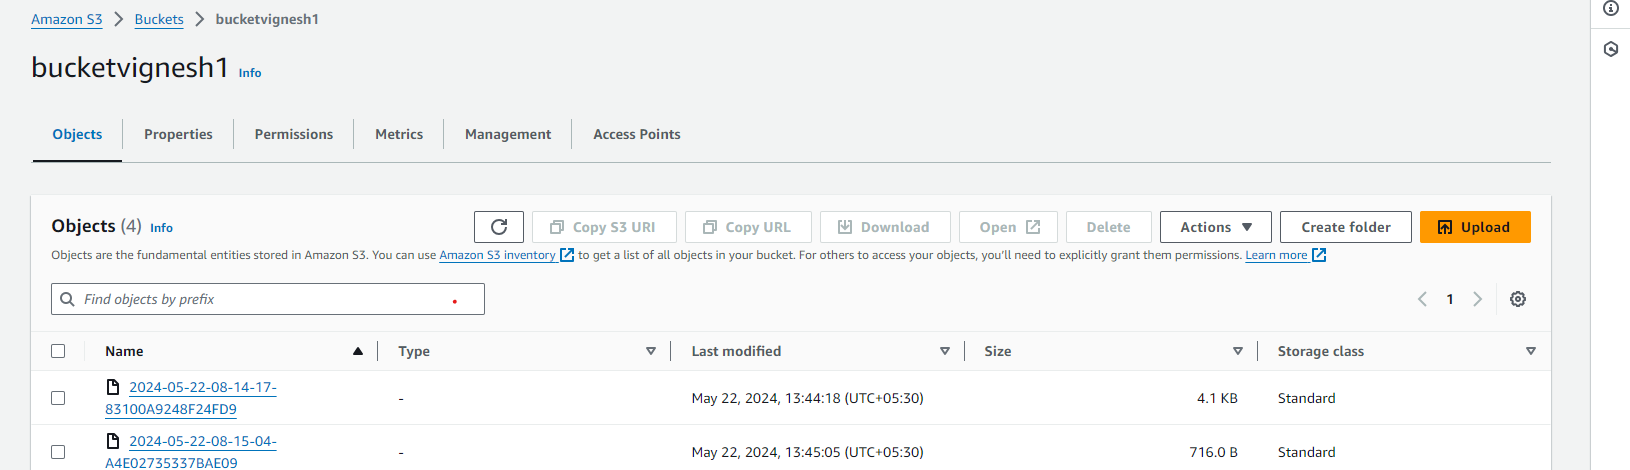 Amazon S3 > Buckets > bucketvignesh1
bucketvignesh1 Info
Objects Properties Permissions Metrics Management Access Points
Objects (4) Info Copy S3 URI Copy URL Download Open Delete Actions Create folder Upload
Objects are the fundamental entities stored in Amazon S3. You can use Amazon S3 inventory to get a list of all objects in your bucket. For others to access your objects, you'll need to explicitly grant them permissions. Learn more
Find objects by prefix < 1 >
Name Type Last modified Size Storage class
2024-05-22-08-14-17-
83100A9248F24FD9 - May 22, 2024, 13:44:18 (UTC+05:30) 4.1 KB Standard
2024-05-22-08-15-04-
A4E02735337BAE09 - May 22, 2024, 13:45:05 (UTC+05:30) 716.0 B Standard